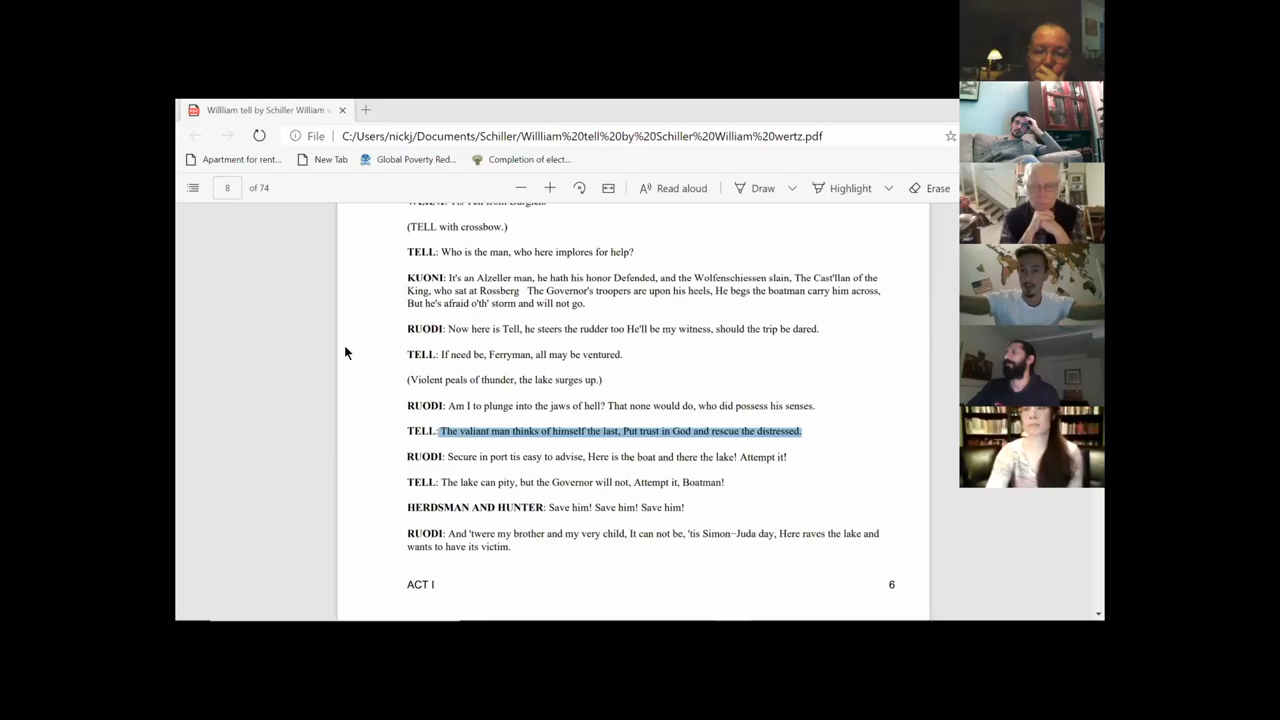 Willliam tell by Schiller William w
File C:/Users/nickj/Documents/Schiller/Willliam%20tell%20by%20Schiller%20William%20wertz.pdf
Apartment for rent... New Tab Global Poverty Red... Completion of elect...
8 of 74 Read aloud Draw Highlight Erase
(TELL with crossbow.)
TELL: Who is the man, who here implores for help?
KUONI: It's an Alzeller man, he hath his honor Defended, and the Wolfenschiessen slain, The Cast'llan of the
King, who sat at Rossberg The Governor's troopers are upon his heels, He begs the boatman carry him across,
But he's afraid o'th' storm and will not go.
RUODI: Now here is Tell, he steers the rudder too He'll be my witness, should the trip be dared.
TELL: If need be, Ferryman, all may be ventured.
(Violent peals of thunder, the lake surges up.)
RUODI: Am I to plunge into the jaws of hell? That none would do, who did possess his senses.
TELL: The valiant man thinks of himself the last, Put trust in God and rescue the distressed.
RUODI: Secure in port tis easy to advise, Here is the boat and there the lake! Attempt it!
TELL: The lake can pity, but the Governor will not, Attempt it, Boatman!
HERDSMAN AND HUNTER: Save him! Save him! Save him!
RUODI: And 'twere my brother and my very child, It can not be, 'tis Simon−Juda day, Here raves the lake and
wants to have its victim.
ACT I 6